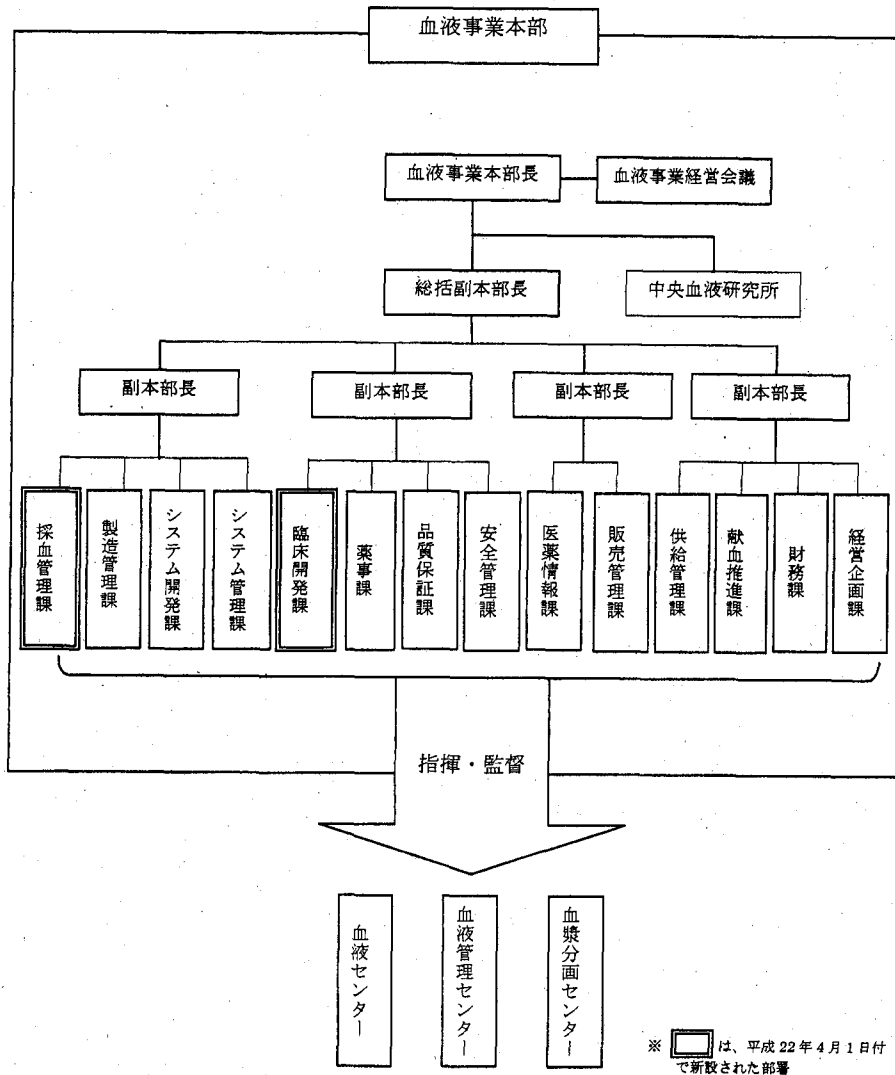 血液事業本部
血液事業本部長
血液事業経営会議
総括副本部長
中央血液研究所
副本部長
副本部長
副本部長
副本部長
採血管理課
製造管理課
システム開発課
システム管理課
臨床開発課
薬事課
品質保証課
安全管理課
医薬情報課
販売管理課
供給管理課
献血推進課
財務課
経営企画課
指揮・監督
血液センター
血液管理センター
血漿分画センター
※ は、平成22年4月1日付
で新設された部署